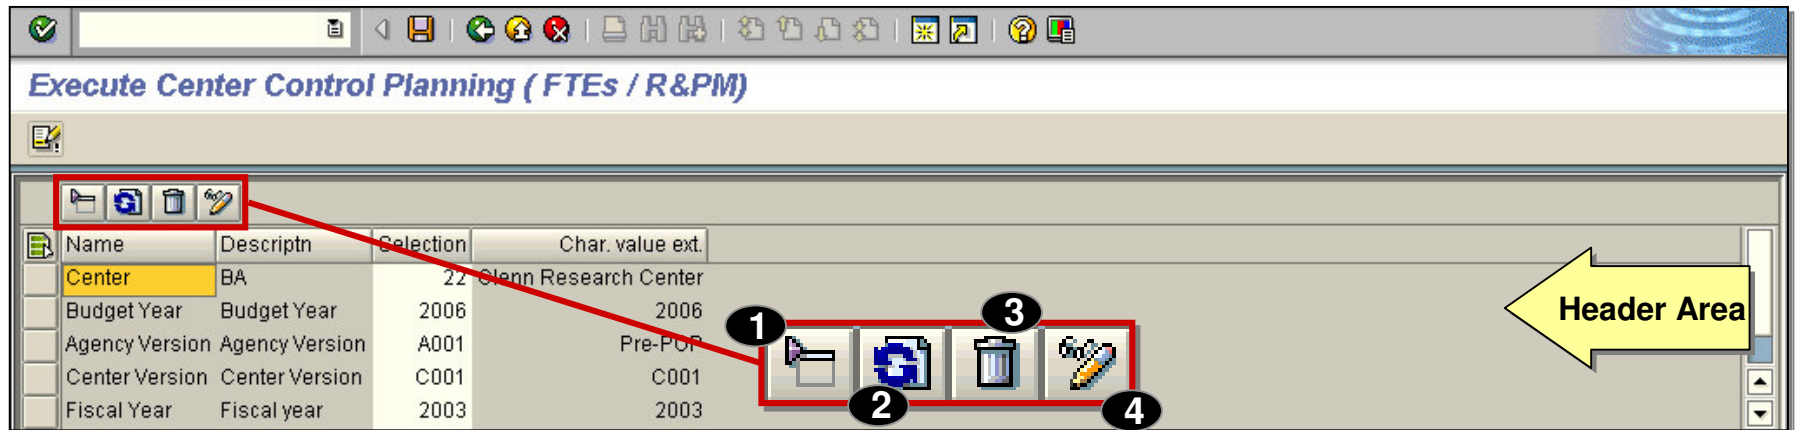 Execute Center Control Planning ( FTEs / R&PM)
Name Descriptn Selection Char. value ext.
Center BA 22 Glenn Research Center
Budget Year Budget Year 2006 2006
Agency Version Agency Version A001 Pre-POP
Center Version Center Version C001 C001
Fiscal Year Fiscal year 2003 2003
Header Area
1
3
2
4